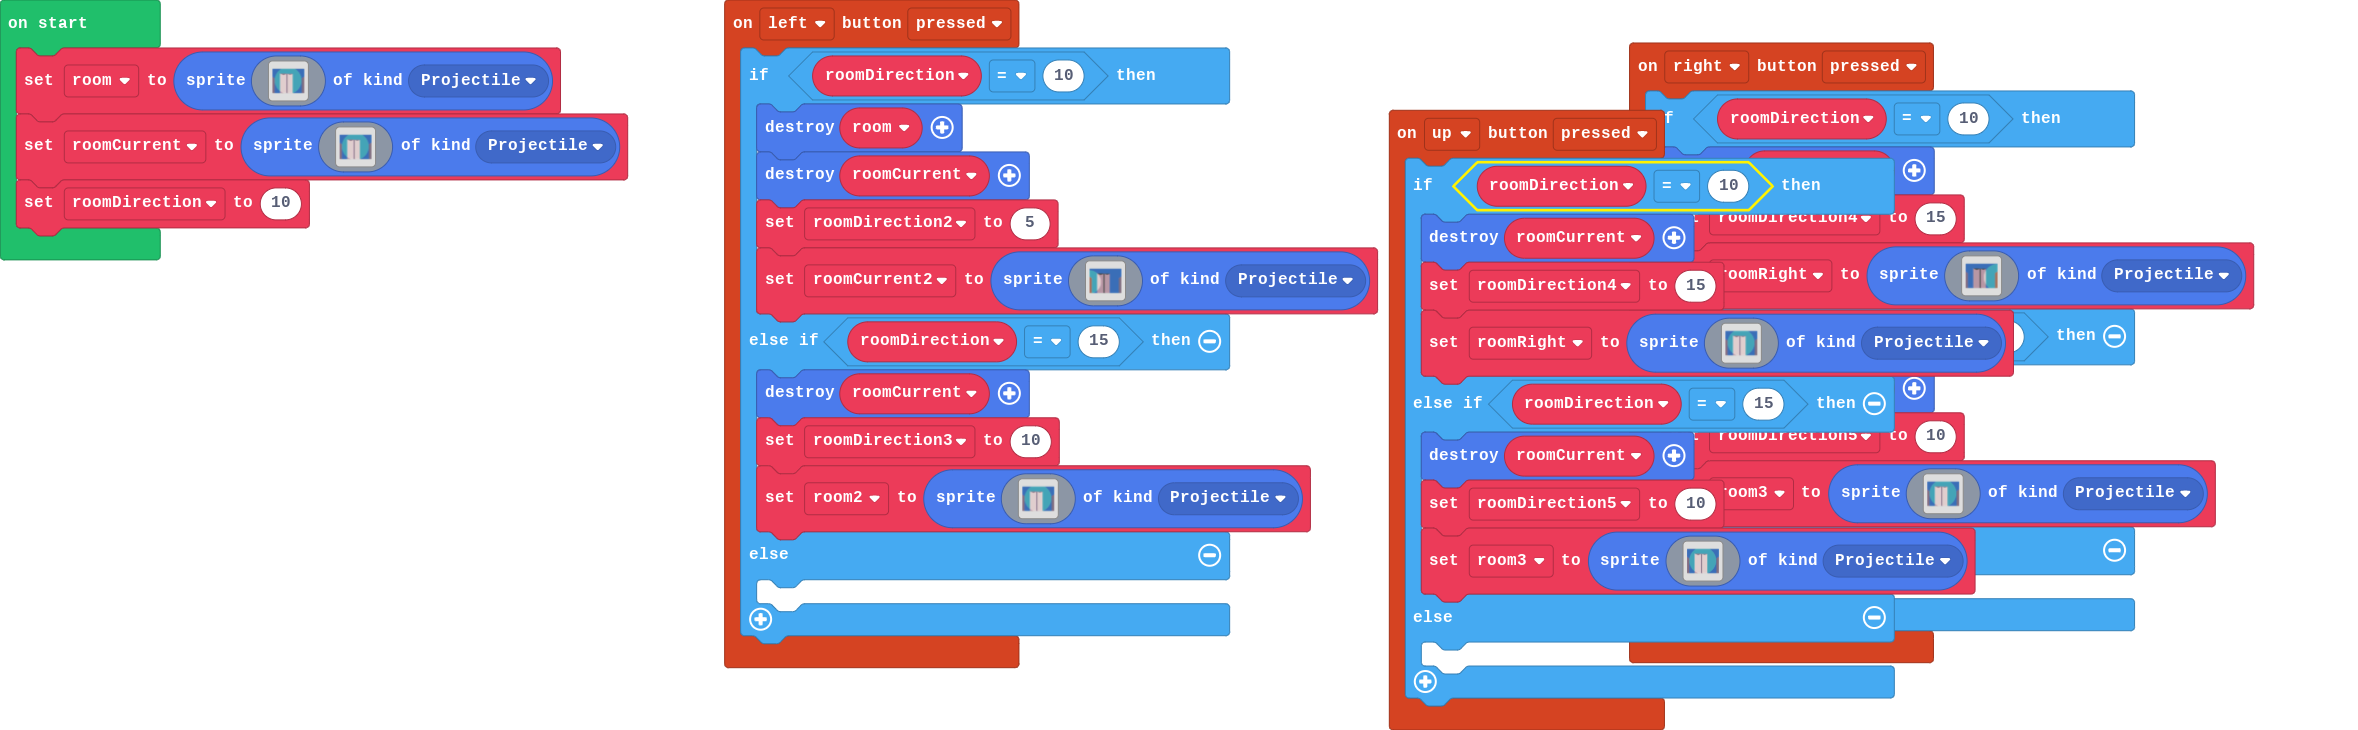 on start
set room to sprite of kind Projectile
set roomCurrent to sprite of kind Projectile
set roomDirection to 10
on left button pressed
if roomDirection = 10 then
destroy room
destroy roomCurrent
set roomDirection2 to 5
set roomCurrent2 to sprite of kind Projectile
else if roomDirection = 15 then
destroy roomCurrent
set roomDirection3 to 10
set room2 to sprite of kind Projectile
else
on up button pressed
if roomDirection = 10 then
destroy roomCurrent
set roomDirection4 to 15
set roomRight to sprite of kind Projectile
else if roomDirection = 15 then
destroy roomCurrent
set roomDirection5 to 10
set room3 to sprite of kind Projectile
else
on right button pressed
roomDirection = 10 then
roomDirection4 to 15
roomRight to sprite of kind Projectile
then
roomDirection5 to 10
room3 to sprite of kind Projectile